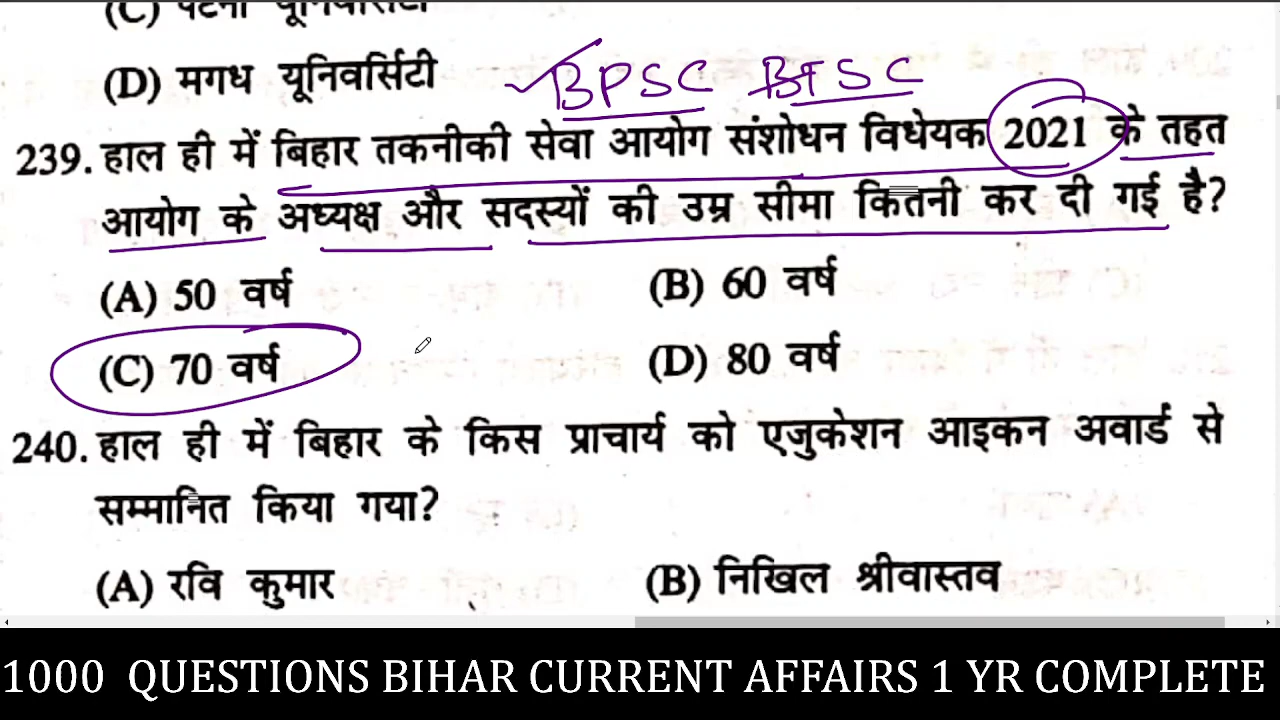 (C) पटना यूनिवर्सिटी
(D) मगध यूनिवर्सिटी
BPSC BTSC
239. हाल ही में बिहार तकनीकी सेवा आयोग संशोधन विधेयक 2021 के तहत
आयोग के अध्यक्ष और सदस्यों की उम्र सीमा कितनी कर दी गई है?
(A) 50 वर्ष (B) 60 वर्ष
(C) 70 वर्ष (D) 80 वर्ष
240. हाल ही में बिहार के किस प्राचार्य को एजुकेशन आइकन अवार्ड से
सम्मानित किया गया?
(A) रवि कुमार (B) निखिल श्रीवास्तव
1000 QUESTIONS BIHAR CURRENT AFFAIRS 1 YR COMPLETE